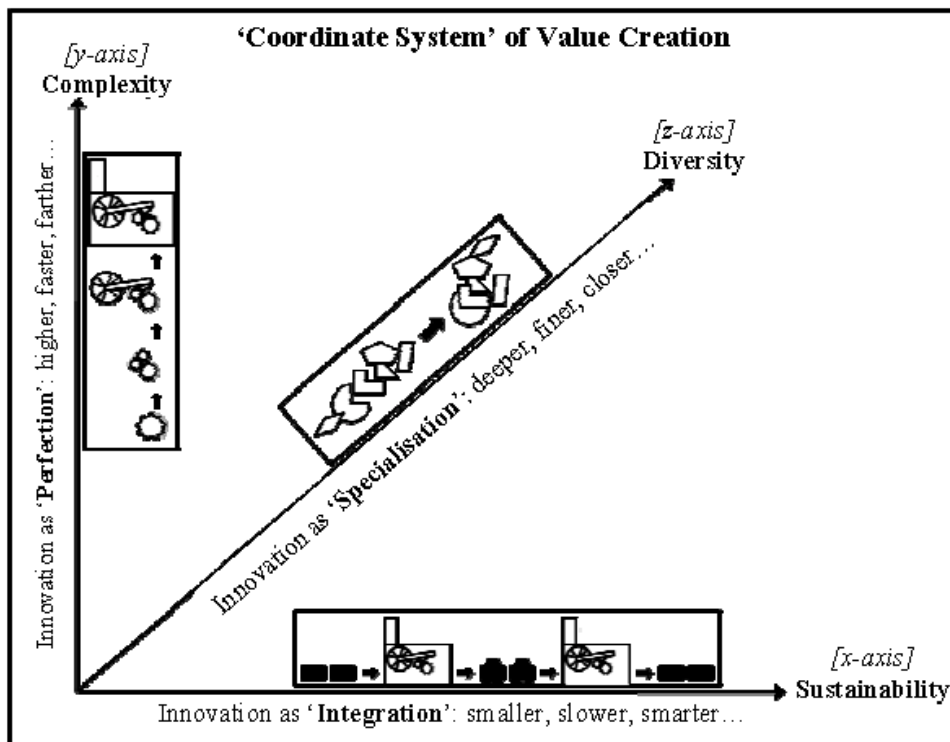 ‘Coordinate System’ of Value Creation
[y-axis]
Complexity
[z-axis]
Diversity
Innovation as ‘Perfection’: higher, faster, farther…
Innovation as ‘Specialisation’: deeper, finer, closer…
[x-axis]
Sustainability
Innovation as ‘Integration’: smaller, slower, smarter…